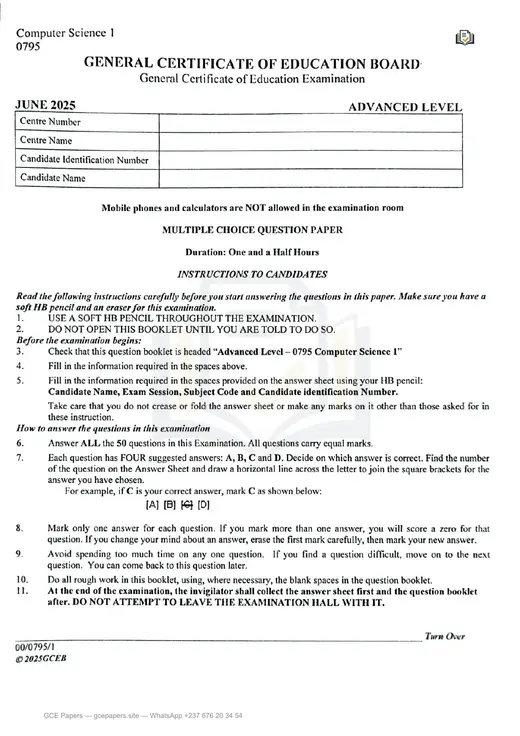 Computer Science 1
0795
GENERAL CERTIFICATE OF EDUCATION BOARD
General Certificate of Education Examination
JUNE 2025 ADVANCED LEVEL
Centre Number
Centre Name
Candidate Identification Number
Candidate Name
Mobile phones and calculators are NOT allowed in the examination room
MULTIPLE CHOICE QUESTION PAPER
Duration: One and a Half Hours
INSTRUCTIONS TO CANDIDATES
Read the following instructions carefully before you start answering the questions in this paper. Make sure you have a
soft HB pencil and an eraser for this examination.
1. USE A SOFT HB PENCIL THROUGHOUT THE EXAMINATION.
2. DO NOT OPEN THIS BOOKLET UNTIL YOU ARE TOLD TO DO SO.
Before the examination begins:
3. Check that this question booklet is headed “Advanced Level – 0795 Computer Science 1”
4. Fill in the information required in the spaces above.
5. Fill in the information required in the spaces provided on the answer sheet using your HB pencil:
Candidate Name, Exam Session, Subject Code and Candidate identification Number.
Take care that you do not crease or fold the answer sheet or make any marks on it other than those asked for in
these instruction.
How to answer the questions in this examination
6. Answer ALL the 50 questions in this Examination. All questions carry equal marks.
7. Each question has FOUR suggested answers: A, B, C and D. Decide on which answer is correct. Find the number
of the question on the Answer Sheet and draw a horizontal line across the letter to join the square brackets for the
answer you have chosen.
For example, if C is your correct answer, mark C as shown below:
[A] [B] [C] [D]
8. Mark only one answer for each question. If you mark more than one answer, you will score a zero for that
question. If you change your mind about an answer, erase the first mark carefully, then mark your new answer.
9. Avoid spending too much time on any one question. If you find a question difficult, move on to the next
question. You can come back to this question later.
10. Do all rough work in this booklet, using, where necessary, the blank spaces in the question booklet.
11. At the end of the examination, the invigilator shall collect the answer sheet first and the question booklet
after. DO NOT ATTEMPT TO LEAVE THE EXAMINATION HALL WITH IT.
Turn Over
00/0795/1
© 2025GCEB
GCE Papers — gcepapers.site — WhatsApp +237 676 20 34 54